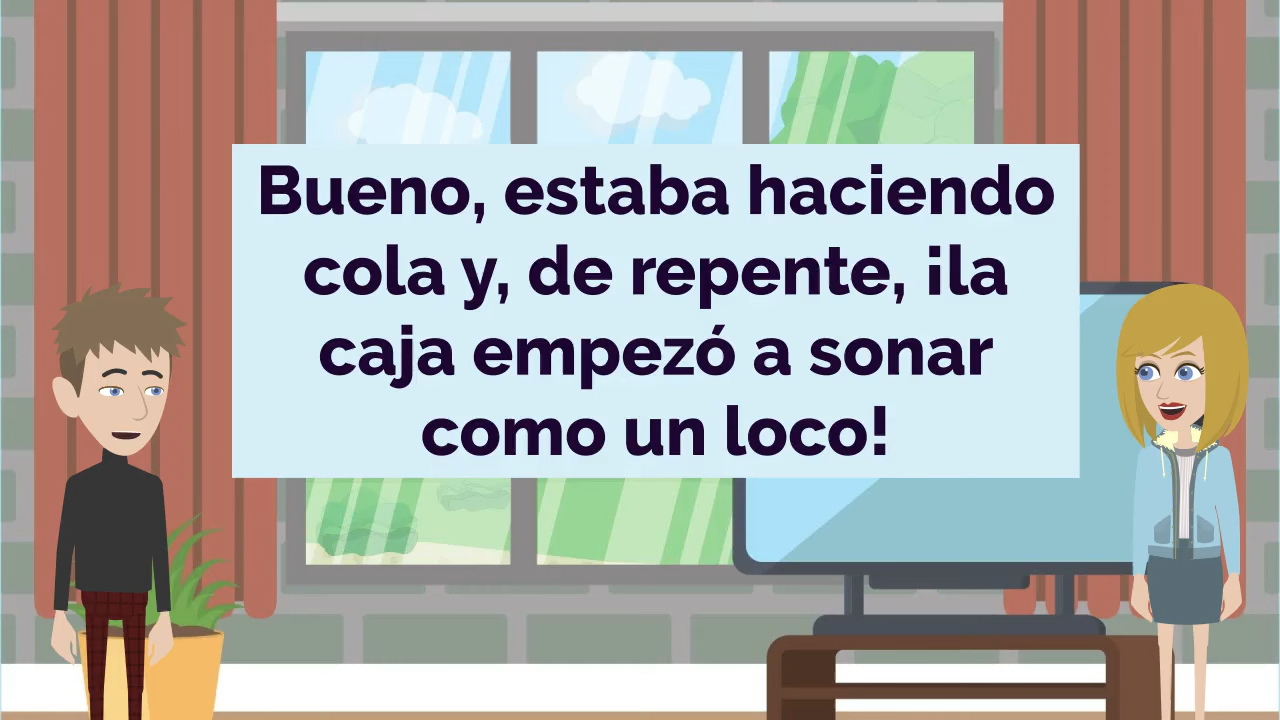 Bueno, estaba haciendo
cola y, de repente, ¡la
caja empezó a sonar
como un loco!